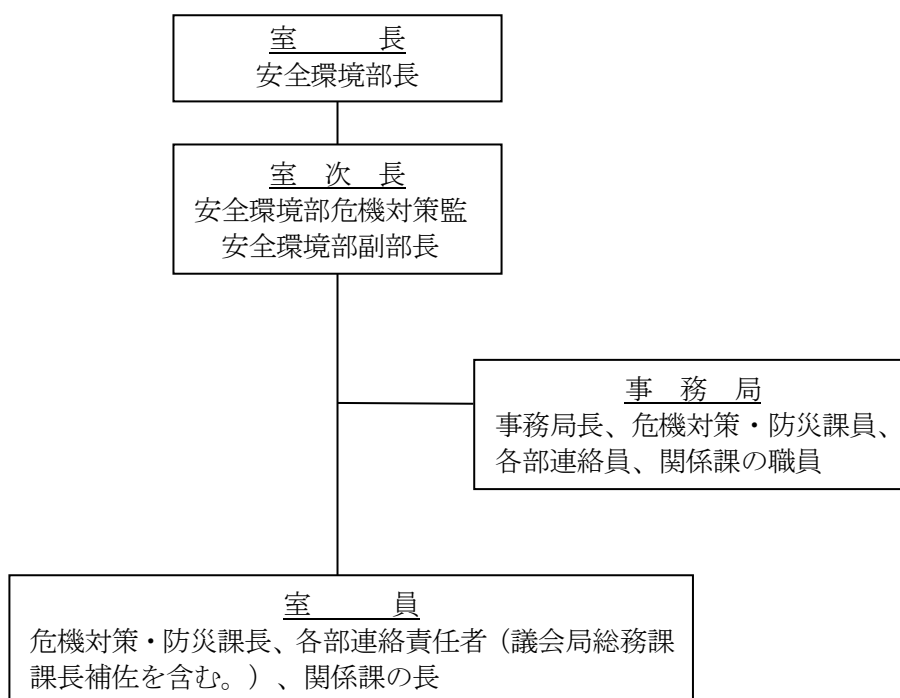 室　　　長
安全環境部長
室　次　長
安全環境部危機対策監
安全環境部副部長
事　務　局
事務局長、危機対策・防災課員、
各部連絡員、関係課の職員
室　　　員
危機対策・防災課長、各部連絡責任者（議会局総務課
課長補佐を含む。）、関係課の長